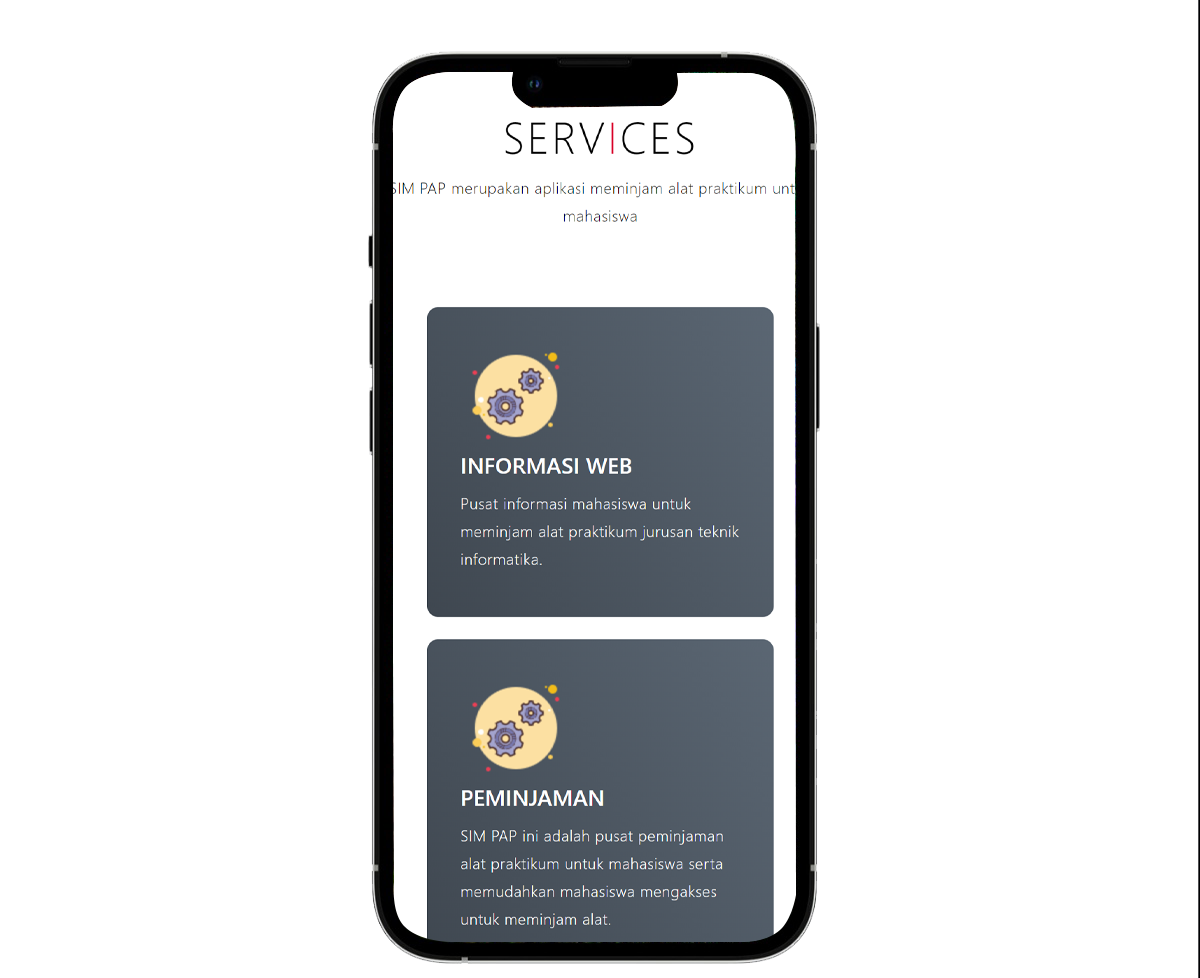 SERVICES
SIM PAP merupakan aplikasi meminjam alat praktikum unt
mahasiswa
INFORMASI WEB
Pusat informasi mahasiswa untuk
meminjam alat praktikum jurusan teknik
informatika.
PEMINJAMAN
SIM PAP ini adalah pusat peminjaman
alat praktikum untuk mahasiswa serta
memudahkan mahasiswa mengakses
untuk meminjam alat.